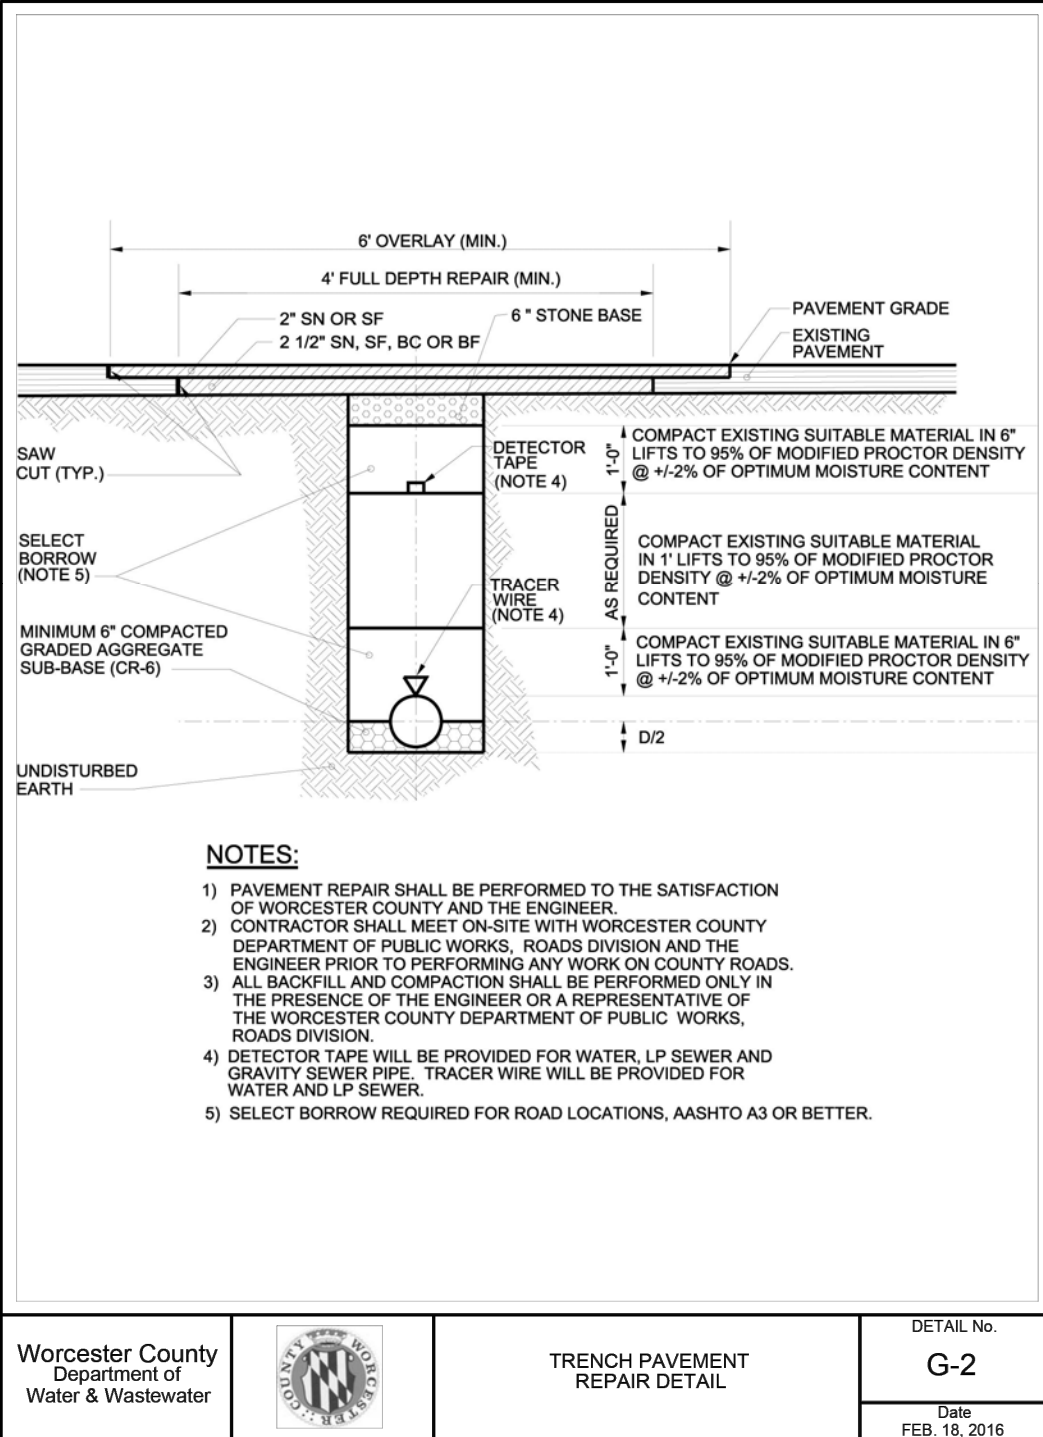 6' OVERLAY (MIN.)
4' FULL DEPTH REPAIR (MIN.)
2" SN OR SF
2 1/2" SN, SF, BC OR BF
6 " STONE BASE
PAVEMENT GRADE
EXISTING
PAVEMENT
SAW
CUT (TYP.)
DETECTOR
TAPE
(NOTE 4)
1'-0"
COMPACT EXISTING SUITABLE MATERIAL IN 6"
LIFTS TO 95% OF MODIFIED PROCTOR DENSITY
@ +/-2% OF OPTIMUM MOISTURE CONTENT
SELECT
BORROW
(NOTE 5)
AS REQUIRED
COMPACT EXISTING SUITABLE MATERIAL
IN 1' LIFTS TO 95% OF MODIFIED PROCTOR
DENSITY @ +/-2% OF OPTIMUM MOISTURE
CONTENT
TRACER
WIRE
(NOTE 4)
MINIMUM 6" COMPACTED
GRADED AGGREGATE
SUB-BASE (CR-6)
1'-0"
COMPACT EXISTING SUITABLE MATERIAL IN 6"
LIFTS TO 95% OF MODIFIED PROCTOR DENSITY
@ +/-2% OF OPTIMUM MOISTURE CONTENT
D/2
UNDISTURBED
EARTH
NOTES:
1) PAVEMENT REPAIR SHALL BE PERFORMED TO THE SATISFACTION
OF WORCESTER COUNTY AND THE ENGINEER.
2) CONTRACTOR SHALL MEET ON-SITE WITH WORCESTER COUNTY
DEPARTMENT OF PUBLIC WORKS, ROADS DIVISION AND THE
ENGINEER PRIOR TO PERFORMING ANY WORK ON COUNTY ROADS.
3) ALL BACKFILL AND COMPACTION SHALL BE PERFORMED ONLY IN
THE PRESENCE OF THE ENGINEER OR A REPRESENTATIVE OF
THE WORCESTER COUNTY DEPARTMENT OF PUBLIC WORKS,
ROADS DIVISION.
4) DETECTOR TAPE WILL BE PROVIDED FOR WATER, LP SEWER AND
GRAVITY SEWER PIPE. TRACER WIRE WILL BE PROVIDED FOR
WATER AND LP SEWER.
5) SELECT BORROW REQUIRED FOR ROAD LOCATIONS, AASHTO A3 OR BETTER.
Worcester County
Department of
Water & Wastewater
COUNTY WORCESTER
TRENCH PAVEMENT
REPAIR DETAIL
DETAIL No.
G-2
Date
FEB. 18, 2016